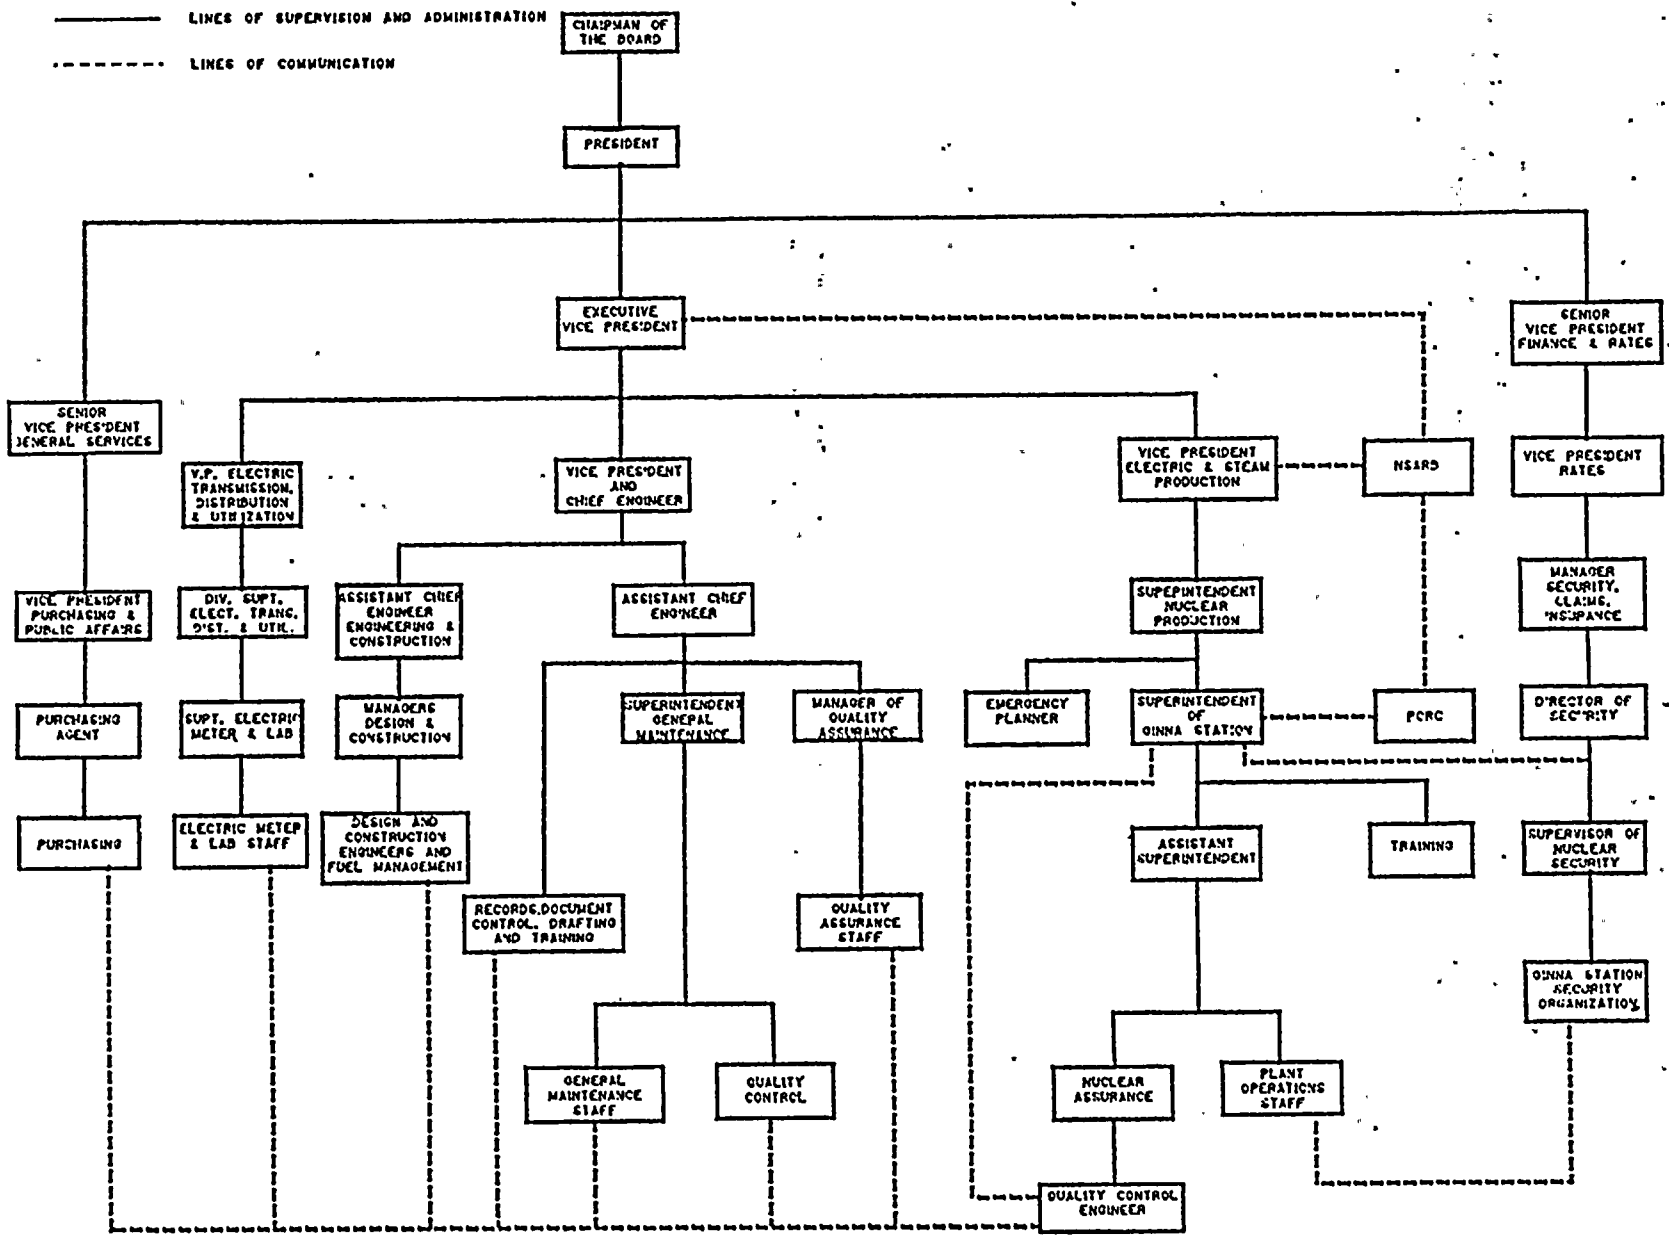 LINES OF SUPERVISION AND ADMINISTRATION
LINES OF COMMUNICATION
CHAIRMAN OF
THE BOARD
PRESIDENT
EXECUTIVE
VICE PRESIDENT
SENIOR
VICE PRESIDENT
FINANCE & RATES
SENIOR
VICE PRESIDENT
GENERAL SERVICES
V.P. ELECTRIC
TRANSMISSION,
DISTRIBUTION
& UTILIZATION
VICE PRESIDENT
AND
CHIEF ENGINEER
VICE PRESIDENT
ELECTRIC & STEAM
PRODUCTION
NSARB
VICE PRESIDENT
RATES
VICE PRESIDENT
PURCHASING &
PUBLIC AFFAIRS
DIV. SUPT.
ELECT. TRANS.
DIST. & UTIL.
ASSISTANT CHIEF
ENGINEER
ENGINEERING &
CONSTRUCTION
ASSISTANT CHIEF
ENGINEER
SUPERINTENDENT
NUCLEAR
PRODUCTION
MANAGER
SECURITY,
CLAIMS,
INSURANCE
PURCHASING
AGENT
SUPT. ELECTRIC
METER & LAB
MANAGERS
DESIGN &
CONSTRUCTION
SUPERINTENDENT
GENERAL
MAINTENANCE
MANAGER OF
QUALITY
ASSURANCE
EMERGENCY
PLANNER
SUPERINTENDENT
OF
GINNA STATION
PCRC
DIRECTOR OF
SECURITY
PURCHASING
ELECTRIC METER
& LAB STAFF
DESIGN AND
CONSTRUCTION
ENGINEERS AND
FUEL MANAGEMENT
ASSISTANT
SUPERINTENDENT
TRAINING
SUPERVISOR OF
NUCLEAR
SECURITY
RECORDS, DOCUMENT
CONTROL, DRAFTING
AND TRAINING
QUALITY
ASSURANCE
STAFF
GINNA STATION
SECURITY
ORGANIZATION
GENERAL
MAINTENANCE
STAFF
QUALITY
CONTROL
NUCLEAR
ASSURANCE
PLANT
OPERATIONS
STAFF
QUALITY CONTROL
ENGINEER